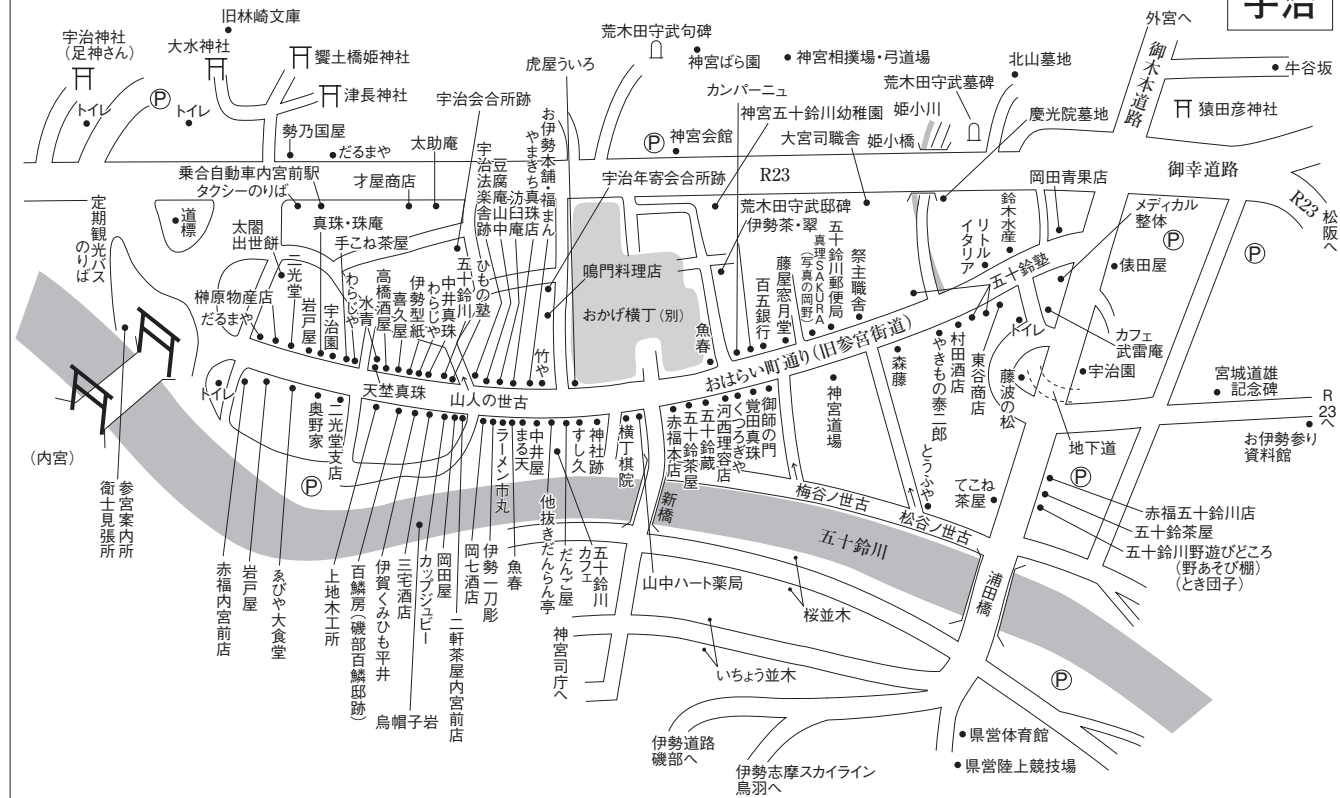 宇治
旧林崎文庫
宇治神社
(足神さん)
大水神社
饗土橋姫神社
津長神社
トイレ
Ⓟ
トイレ
勢乃国屋
だるまや
乗合自動車内宮前駅
タクシーのりば
才屋商店
太助庵
宇治会合所跡
宇治法楽舎跡
豆腐庵山中
汸臼庵
やまきち真珠店
お伊勢本舗・福まん
虎屋ういろ
荒木田守武句碑
神宮ばら園
神宮相撲場・弓道場
カンパーニュ
Ⓟ
神宮会館
神宮五十鈴川幼稚園
大宮司職舎
荒木田守武墓碑
姫小川
姫小橋
北山墓地
慶光院墓地
外宮へ
御木本道路
牛谷坂
猿田彦神社
御幸道路
R23
松阪へ
R23
宇治年寄会合所跡
定期観光バス
のりば
道標
太閤
出世餅
真珠・珠庵
手こね茶屋
二光堂
榊原物産店
だるまや
岩戸屋
宇治園
わらじや
水青
高橋酒屋
喜久屋
伊勢型紙
わらじや
中井真珠
五十鈴川
ひもの塾
竹や
鳴門料理店
おかげ横丁(別)
魚春
荒木田守武邸碑
伊勢茶・翠
百五銀行
藤屋窓月堂
真理SAKURA
(写真の岡野)
五十鈴川郵便局
祭主職舎
鈴木水産
リトル
イタリア
岡田青果店
メディカル
整体
五十鈴塾
俵田屋
Ⓟ
Ⓟ
カフェ
武雷庵
トイレ
宇治園
宮城道雄
記念碑
R
23
へ
お伊勢参り
資料館
おはらい町通り(旧参宮街道)
森藤
やきもの泰二郎
村田酒店
東谷商店
藤波の松
地下道
天埜真珠
山人の世古
トイレ
奥野家
二光堂支店
Ⓟ
(内宮)
参宮案内所
衛士見張所
赤福内宮前店
岩戸屋
ゑびや大食堂
上地木工所
百鱗房(磯部百鱗邸跡)
伊賀くみひも平井
三宅酒店
カップジュビー
烏帽子岩
岡田屋
二軒茶屋内宮前店
岡七酒店
伊勢一刀彫
ラーメン市丸
魚春
まる天
中井屋
他抜きだんらん亭
だんご屋
すし久
五十鈴川
カフェ
神社跡
神宮司庁へ
横丁棋院
新橋
山中ハート薬局
赤福本店
五十鈴茶屋
五十鈴蔵
河西理容店
くつろぎや
覚田真珠
御師の門
神宮道場
とうふや
梅谷ノ世古
松谷ノ世古
てこね
茶屋
Ⓟ
赤福五十鈴川店
五十鈴茶屋
五十鈴川野遊びどころ
(野あそび棚)
(とき団子)
五十鈴川
浦田橋
桜並木
いちょう並木
Ⓟ
伊勢道路
磯部へ
伊勢志摩スカイライン
鳥羽へ
県営体育館
県営陸上競技場